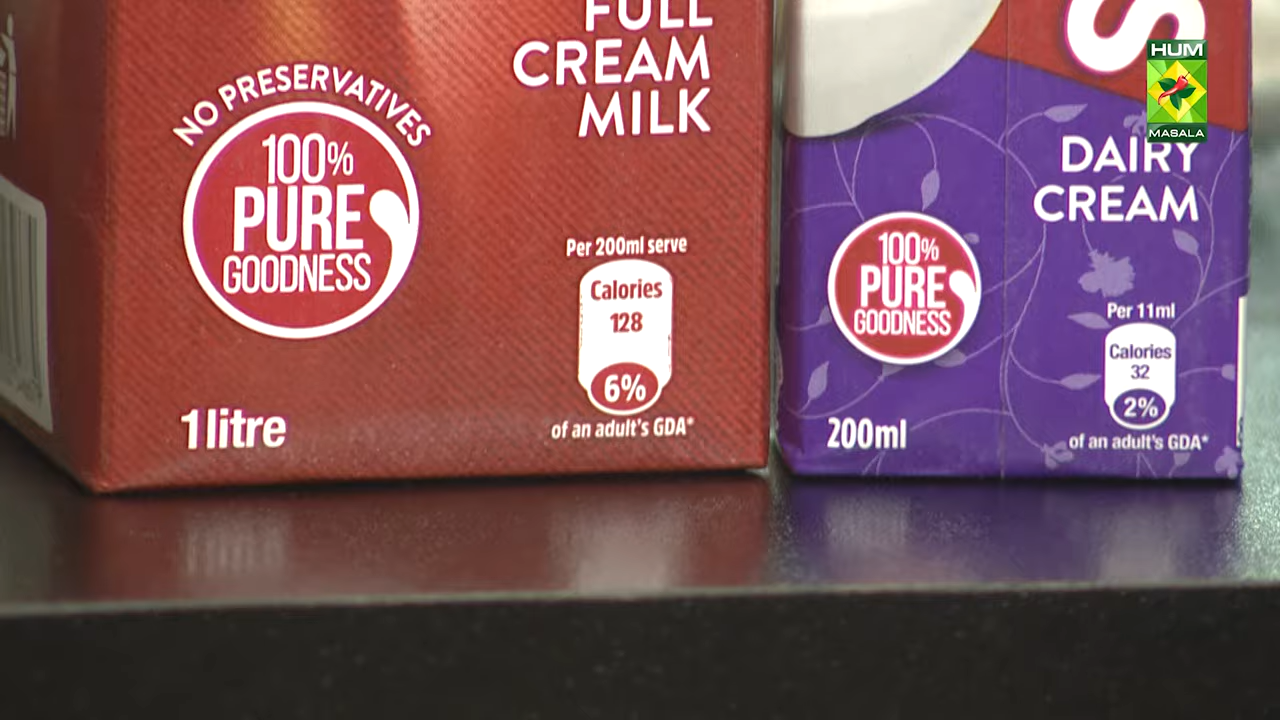 FULL
CREAM
MILK
NO PRESERVATIVES
100%
PURE
GOODNESS
Per 200ml serve
Calories
128
6%
of an adult's GDA*
1 litre
S
HUM
MASALA
DAIRY
CREAM
100%
PURE
GOODNESS
Per 11ml
Calories
32
2%
of an adult's GDA*
200ml